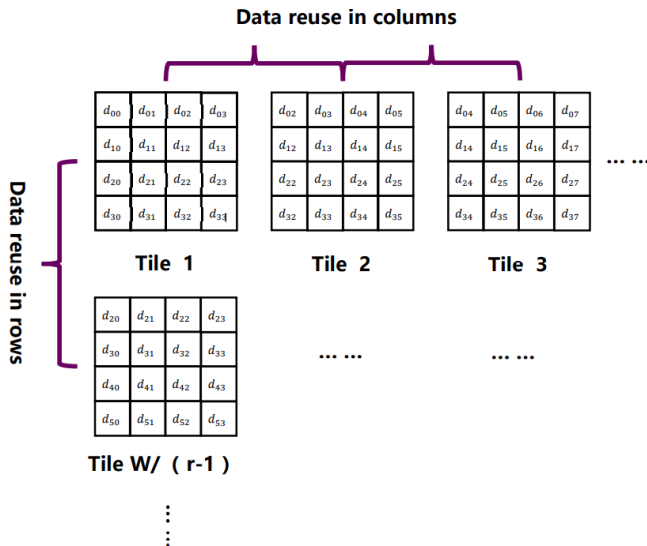 Data reuse in columns
d00 d01 d02 d03 d02 d03 d04 d05 d04 d05 d06 d07
d10 d11 d12 d13 d12 d13 d14 d15 d14 d15 d16 d17
d20 d21 d22 d23 d22 d23 d24 d25 d24 d25 d26 d27
d30 d31 d32 d33 d32 d33 d34 d35 d34 d35 d36 d37
... ...
Tile 1 Tile 2 Tile 3
Data reuse in rows
d20 d21 d22 d23
d30 d31 d32 d33
d40 d41 d42 d43
d50 d51 d52 d53
... ... ... ...
Tile W/ ( r-1 )
... ...